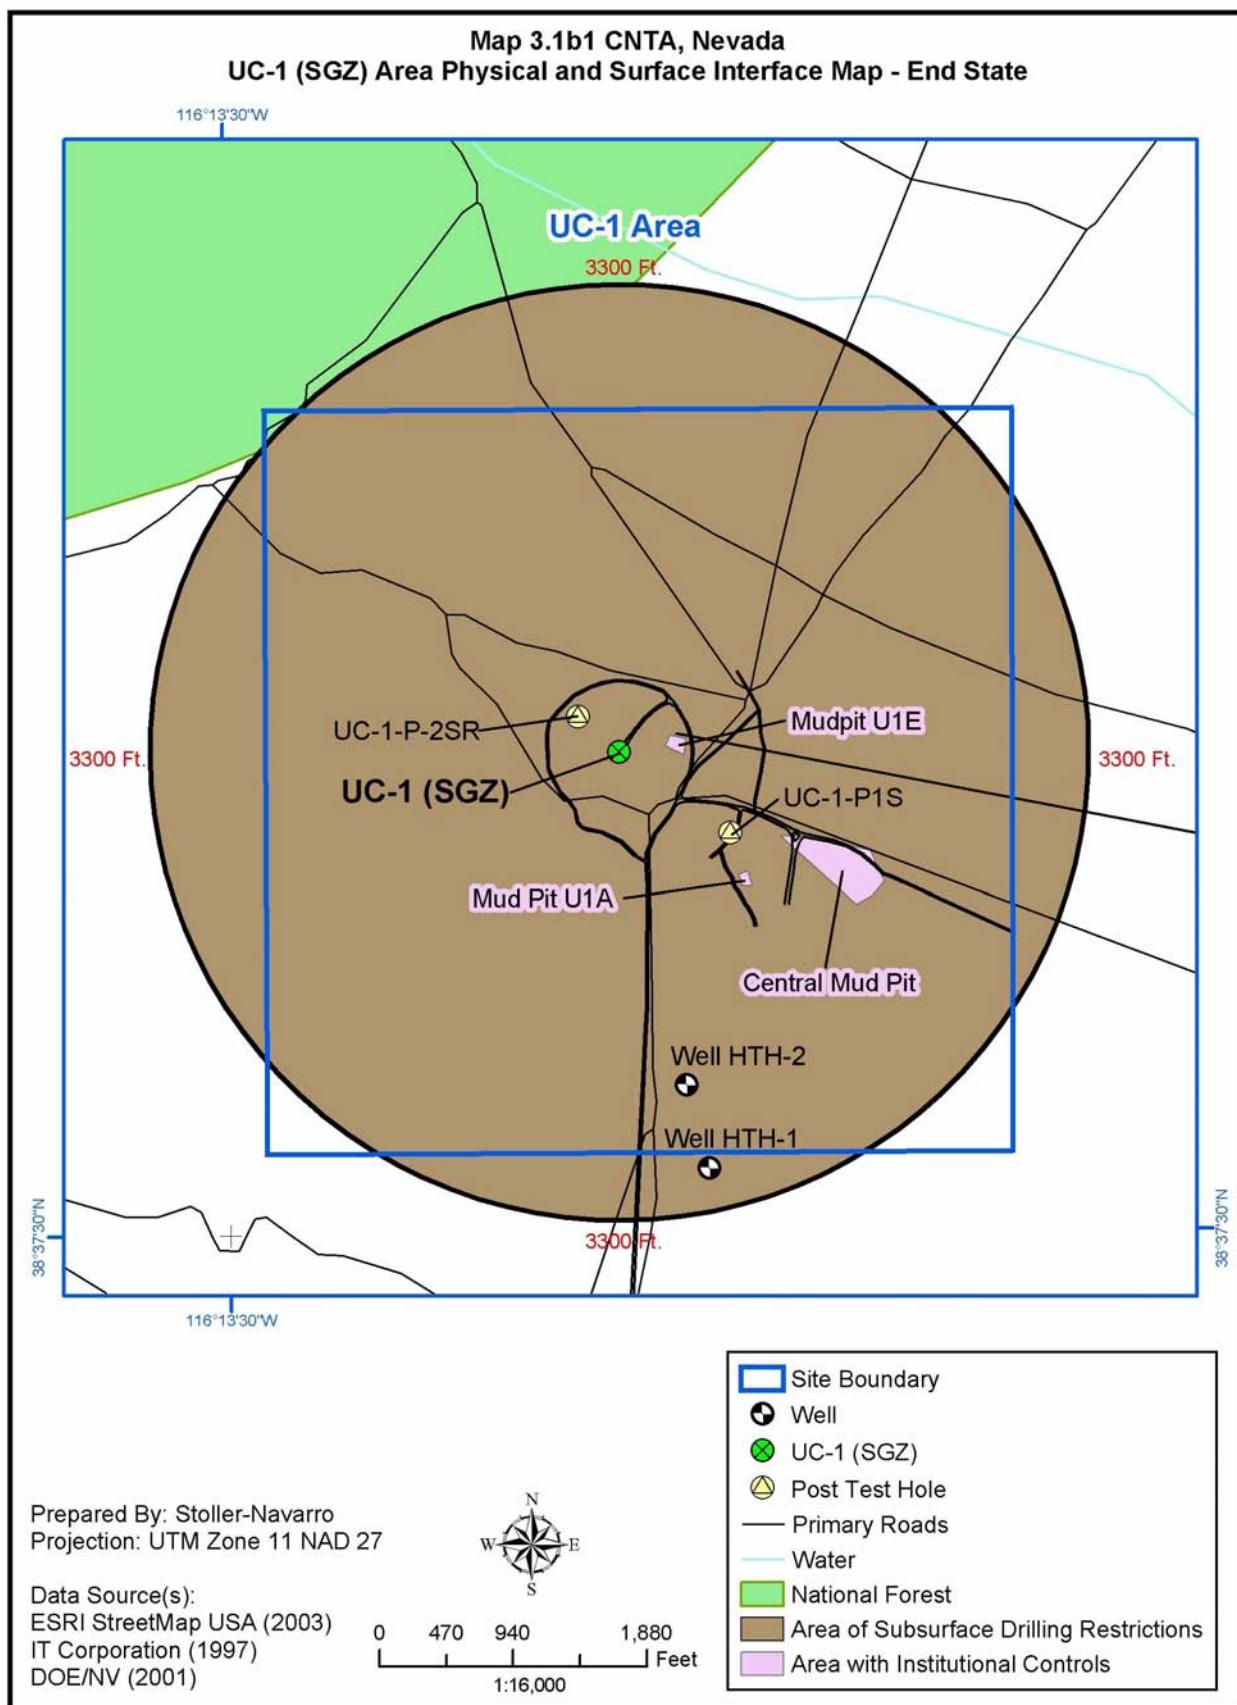 Map 3.1b1 CNTA, Nevada
UC-1 (SGZ) Area Physical and Surface Interface Map - End State
116°13'30"W
UC-1 Area
3300 Ft.
UC-1-P-2SR
Mudpit U1E
3300 Ft.
3300 Ft.
UC-1 (SGZ)
UC-1-P1S
Mud Pit U1A
Central Mud Pit
Well HTH-2
Well HTH-1
38°37'30"N
38°37'30"N
3300 Ft.
116°13'30"W
Site Boundary
Well
UC-1 (SGZ)
Post Test Hole
Primary Roads
Water
National Forest
Area of Subsurface Drilling Restrictions
Area with Institutional Controls
Prepared By: Stoller-Navarro
Projection: UTM Zone 11 NAD 27
Data Source(s):
ESRI StreetMap USA (2003)
IT Corporation (1997)
DOE/NV (2001)
N
W E
S
0 470 940 1,880
Feet
1:16,000